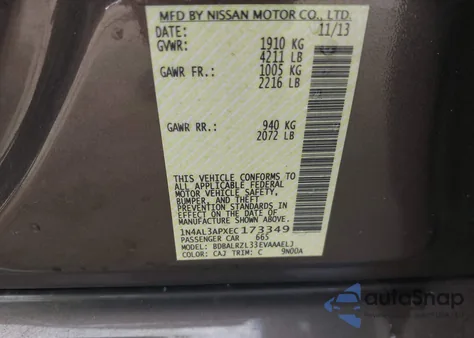 MFD BY NISSAN MOTOR CO., LTD.
DATE: 11/13
GVWR: 1910 KG
4211 LB
GAWR FR.: 1005 KG
2216 LB
GAWR RR.: 940 KG
2072 LB
THIS VEHICLE CONFORMS TO
ALL APPLICABLE FEDERAL
MOTOR VEHICLE SAFETY,
BUMPER, AND THEFT
PREVENTION STANDARDS IN
EFFECT ON THE DATE OF
MANUFACTURE SHOWN ABOVE.
1N4AL3APXEC173349
PASSENGER CAR 665
MODEL: BDBALRZL33EVAAAELJ
COLOR: CAJ TRIM: C 9N00A
autoSnap